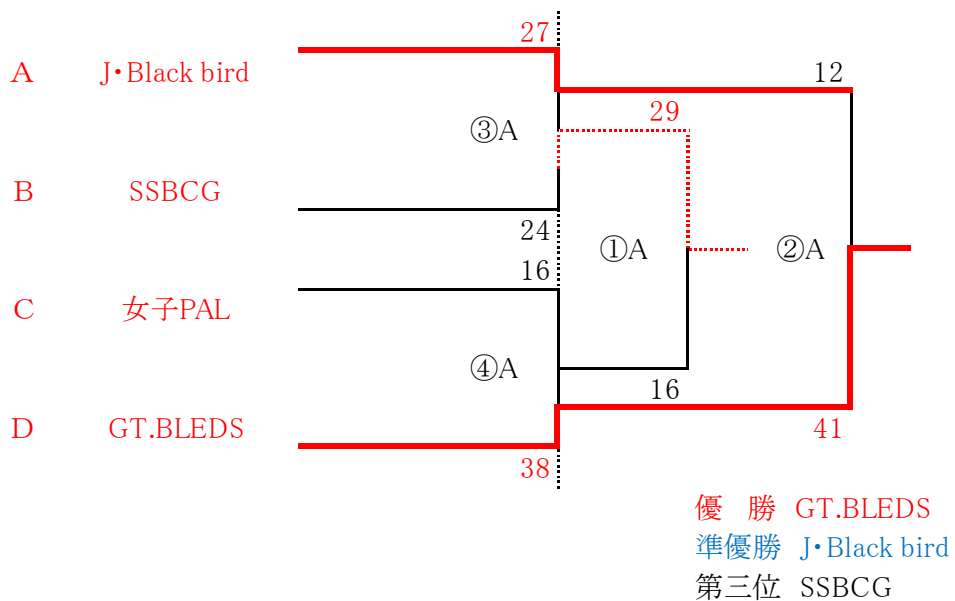 27
A J・Black bird
12
29
③A
B SSBCG
24
①A
②A
16
C 女子PAL
④A
16
D GT.BLEDS
41
38
優 勝 GT.BLEDS
準優勝 J・Black bird
第三位 SSBCG